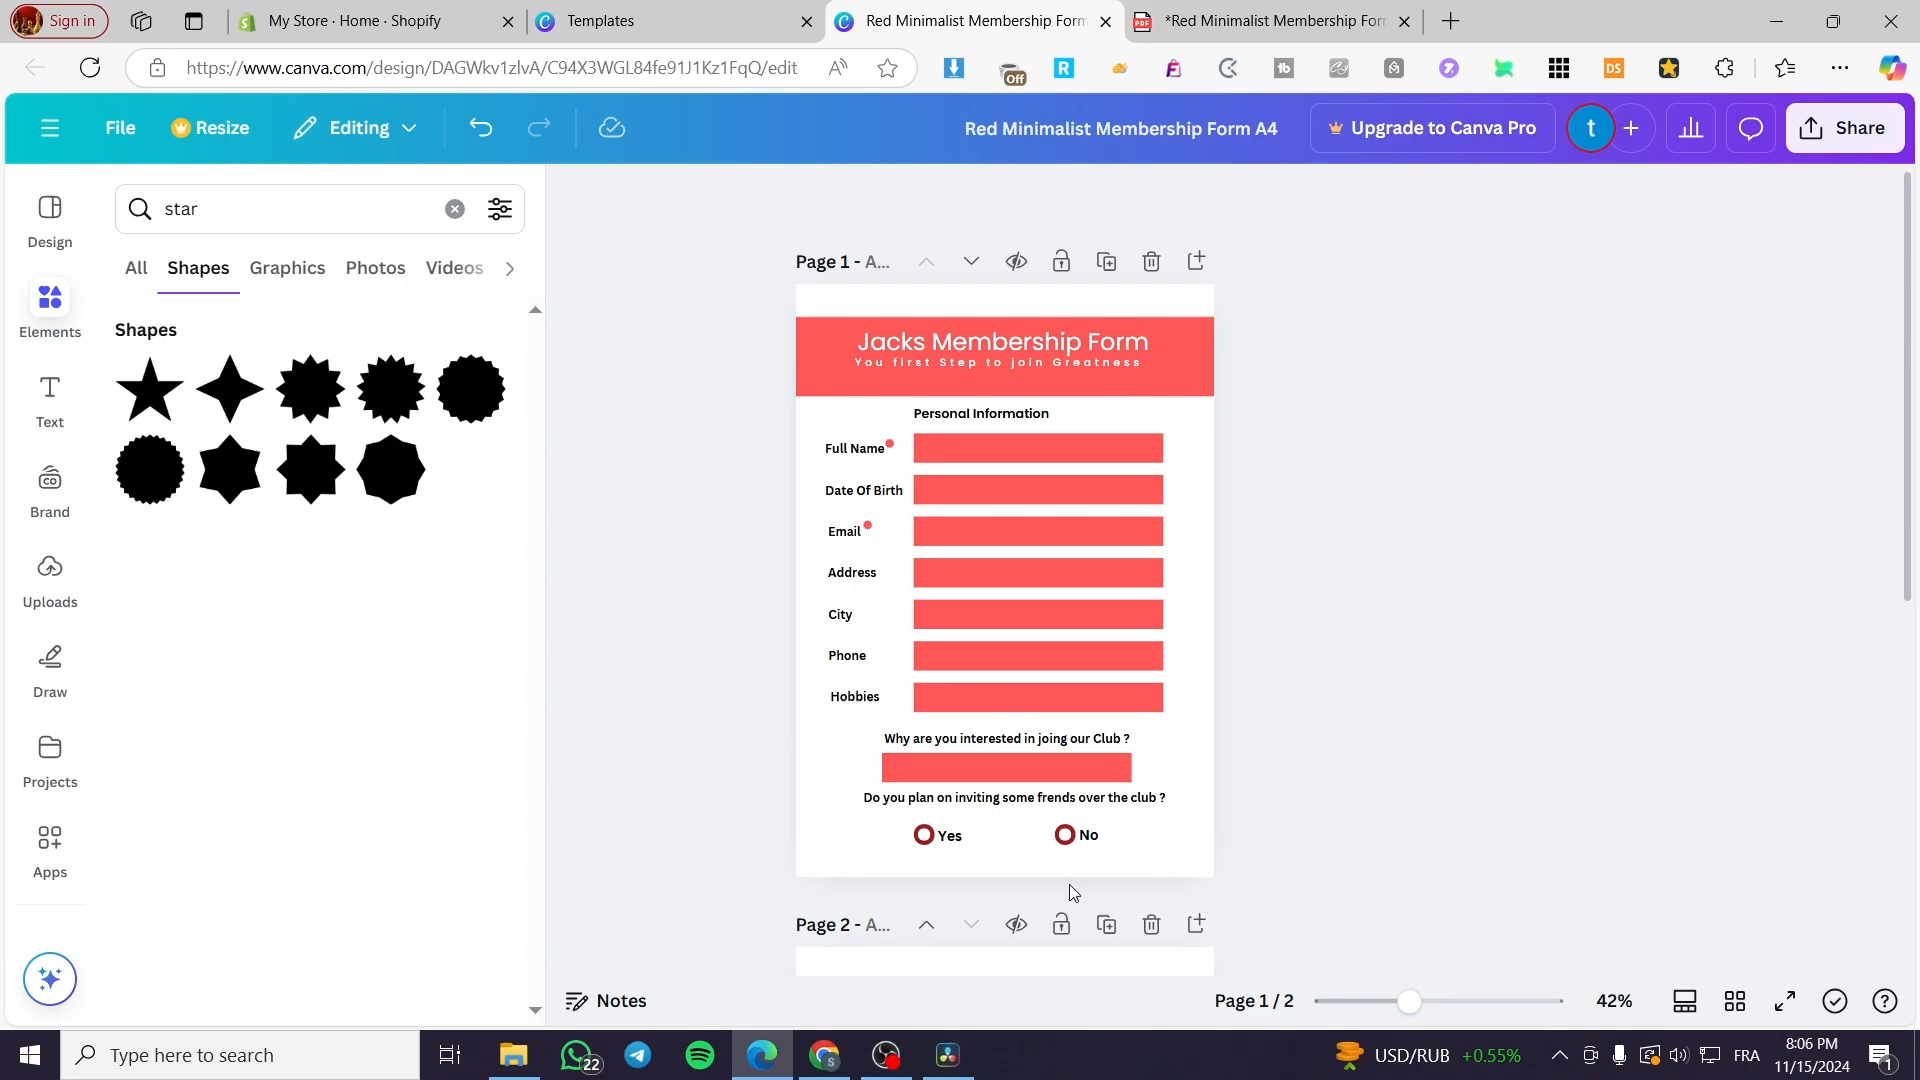 Sign in
My Store · Home · Shopify
Templates
Red Minimalist Membership Form
*Red Minimalist Membership For
https://www.canva.com/design/DAGWkv1zlvA/C94X3WGL84fe91J1Kz1FqQ/edit
Off
DS
File
Resize
Editing
Red Minimalist Membership Form A4
Upgrade to Canva Pro
t
Share
Design
Elements
Text
Brand
Uploads
Draw
Projects
Apps
star
All
Shapes
Graphics
Photos
Videos
Shapes
Page 1 - A...
Jacks Membership Form
You first Step to join Greatness
Personal Information
Full Name
Date Of Birth
Email
Address
City
Phone
Hobbies
Why are you interested in joing our Club ?
Do you plan on inviting some frends over the club ?
Yes
No
Page 2 - A...
Notes
Page 1 / 2
42%
Type here to search
22
USD/RUB
+0.55%
FRA
8:06 PM
11/15/2024
1